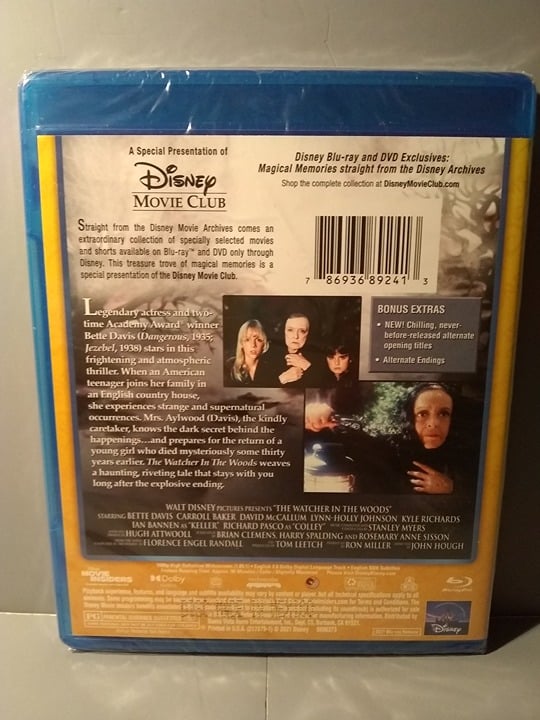 A Special Presentation of
Disney
MOVIE CLUB
Disney Blu-ray and DVD Exclusives:
Magical Memories straight from the Disney Archives
Shop the complete collection at DisneyMovieClub.com
Straight from the Disney Movie Archives comes an
extraordinary collection of specially selected movies
and shorts available on Blu-ray™ and DVD only through
Disney. This treasure trove of magical memories is a
special presentation of the Disney Movie Club.
7 86936 89241 3
Legendary actress and two-
time Academy Award® winner
Bette Davis (Dangerous, 1935;
Jezebel, 1938) stars in this
frightening and atmospheric
thriller. When an American
teenager joins her family in
an English country house,
she experiences strange and supernatural
occurrences. Mrs. Aylwood (Davis), the kindly
caretaker, knows the dark secret behind the
happenings...and prepares for the return of a
young girl who died mysteriously some thirty
years earlier. The Watcher In The Woods weaves
a haunting, riveting tale that stays with you
long after the explosive ending.
BONUS EXTRAS
• NEW! Chilling, never-
before-released alternate
opening titles
• Alternate Endings
WALT DISNEY PICTURES PRESENTS "THE WATCHER IN THE WOODS"
STARRING BETTE DAVIS CARROLL BAKER DAVID McCALLUM LYNN-HOLLY JOHNSON KYLE RICHARDS
IAN BANNEN AS "KELLER" RICHARD PASCO AS "COLLEY" STANLEY MYERS
HUGH ATTWOOLL BRIAN CLEMENS, HARRY SPALDING AND ROSEMARY ANNE SISSON
FLORENCE ENGEL RANDALL TOM LEETCH RON MILLER JOHN HOUGH
MOVIE INSIDERS
Dolby
Blu-ray Disc
PG
Disney
Printed in U.S.A. © 2021 Disney